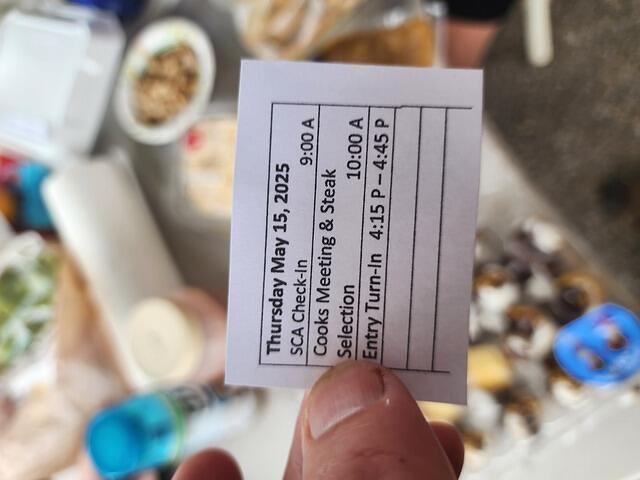 Thursday May 15, 2025
SCA Check-In 9:00 A
Cooks Meeting & Steak
Selection 10:00 A
Entry Turn-In 4:15 P – 4:45 P